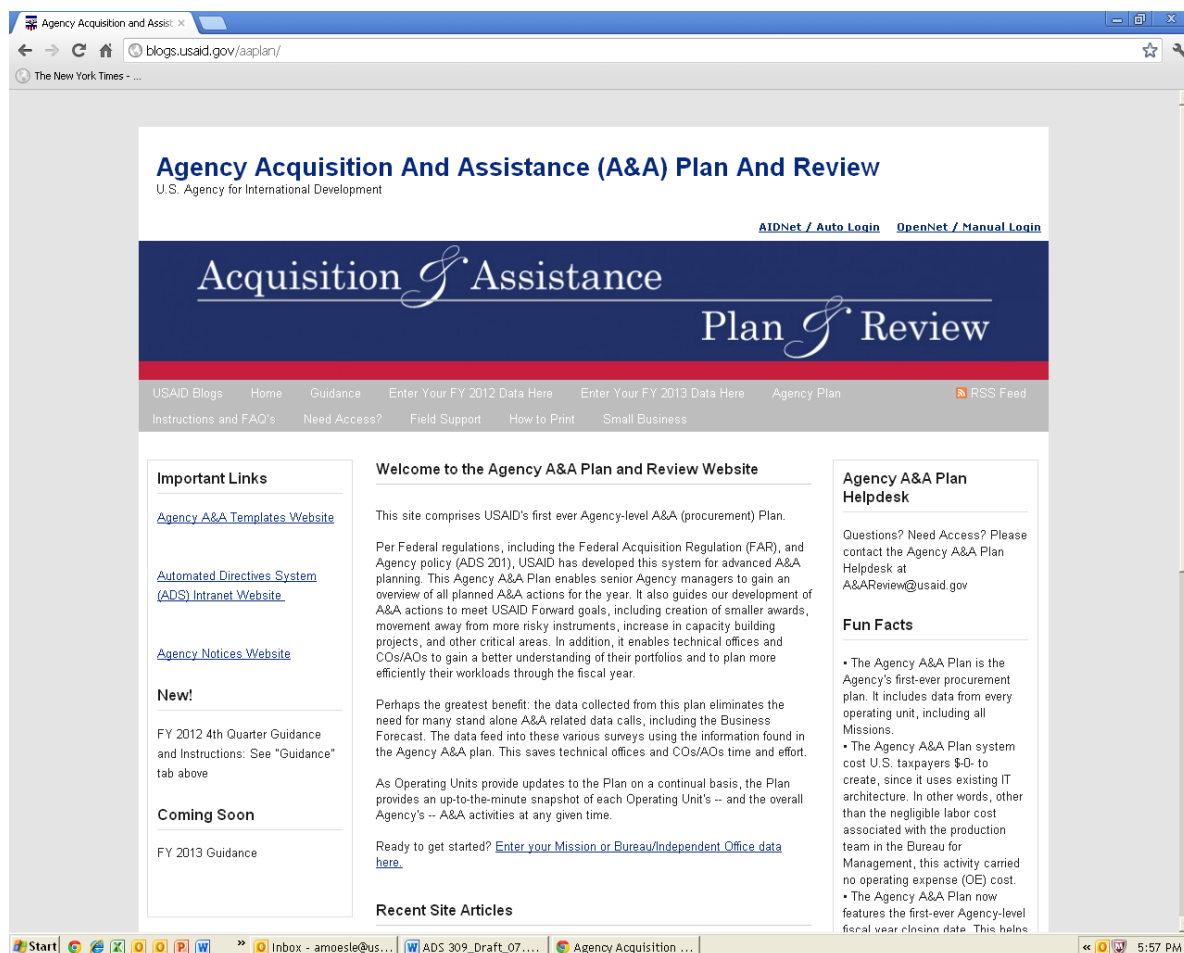 Agency Acquisition and Assist
blogs.usaid.gov/aaplan/
The New York Times - ...
Agency Acquisition And Assistance (A&A) Plan And Review
U.S. Agency for International Development
AIDNet / Auto Login OpenNet / Manual Login
Acquisition & Assistance
Plan & Review
USAID Blogs Home Guidance Enter Your FY 2012 Data Here Enter Your FY 2013 Data Here Agency Plan RSS Feed
Instructions and FAQ's Need Access? Field Support How to Print Small Business
Important Links
Agency A&A Templates Website
Automated Directives System
(ADS) Intranet Website
Agency Notices Website
New!
FY 2012 4th Quarter Guidance
and Instructions: See "Guidance"
tab above
Coming Soon
FY 2013 Guidance
Welcome to the Agency A&A Plan and Review Website
This site comprises USAID's first ever Agency-level A&A (procurement) Plan.
Per Federal regulations, including the Federal Acquisition Regulation (FAR), and
Agency policy (ADS 201), USAID has developed this system for advanced A&A
planning. This Agency A&A Plan enables senior Agency managers to gain an
overview of all planned A&A actions for the year. It also guides our development of
A&A actions to meet USAID Forward goals, including creation of smaller awards,
movement away from more risky instruments, increase in capacity building
projects, and other critical areas. In addition, it enables technical offices and
COs/AOs to gain a better understanding of their portfolios and to plan more
efficiently their workloads through the fiscal year.
Perhaps the greatest benefit: the data collected from this plan eliminates the
need for many stand alone A&A related data calls, including the Business
Forecast. The data feed into these various surveys using the information found in
the Agency A&A plan. This saves technical offices and COs/AOs time and effort.
As Operating Units provide updates to the Plan on a continual basis, the Plan
provides an up-to-the-minute snapshot of each Operating Unit's -- and the overall
Agency's -- A&A activities at any given time.
Ready to get started? Enter your Mission or Bureau/Independent Office data
here.
Recent Site Articles
Agency A&A Plan
Helpdesk
Questions? Need Access? Please
contact the Agency A&A Plan
Helpdesk at
A&AReview@usaid.gov
Fun Facts
▪ The Agency A&A Plan is the
Agency's first-ever procurement
plan. It includes data from every
operating unit, including all
Missions.
▪ The Agency A&A Plan system
cost U.S. taxpayers $-0- to
create, since it uses existing IT
architecture. In other words, other
than the negligible labor cost
associated with the production
team in the Bureau for
Management, this activity carried
no operating expense (OE) cost.
▪ The Agency A&A Plan now
features the first-ever Agency-level
fiscal year closing date. This helps
Start » Inbox - amoesle@us... ADS 309_Draft_07.... Agency Acquisition ... « 5:57 PM